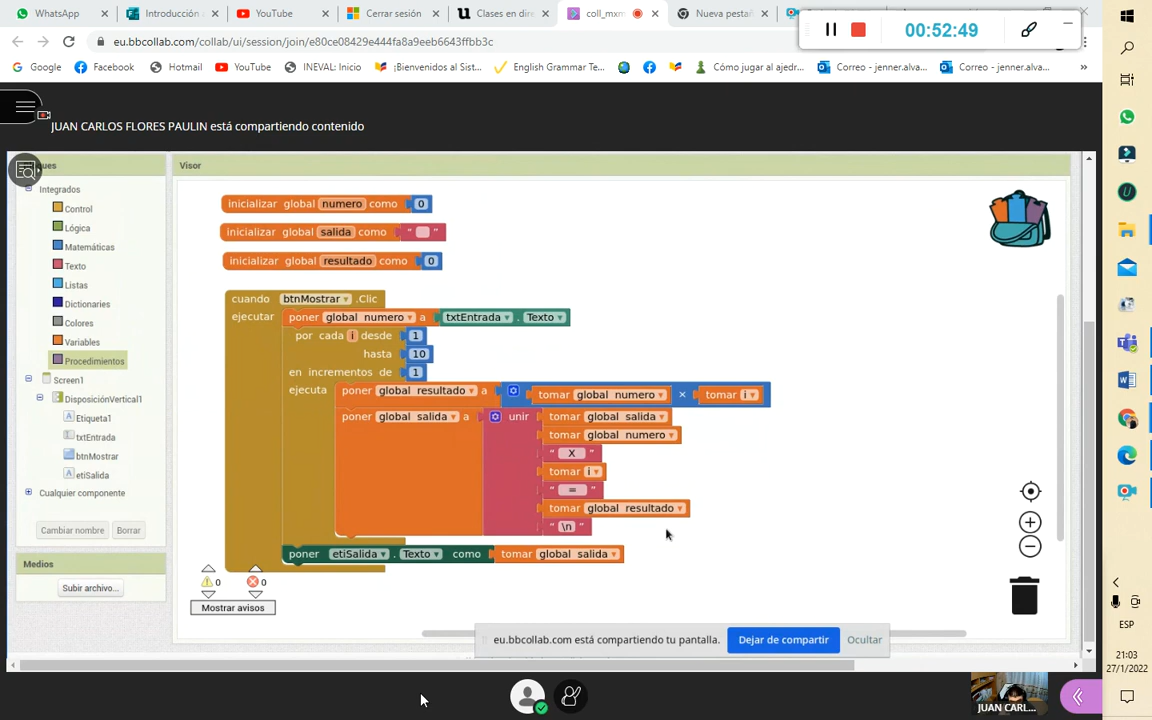 WhatsApp
Introducción
YouTube
Cerrar sesión
Clases en dire
coll_mxm
Nueva pestañ
00:52:49
eu.bbcollab.com/collab/ui/session/join/e80ce08429e444fa8a9eeb6643ffbb3c
Google
Facebook
Hotmail
YouTube
INEVAL: Inicio
¡Bienvenidos al Sist...
English Grammar Te...
Cómo jugar al ajedr...
Correo - jenner.alva...
Correo - jenner.alva...
»
JUAN CARLOS FLORES PAULIN está compartiendo contenido
ques
Visor
Integrados
Control
Lógica
Matemáticas
Texto
Listas
Dictionaries
Colores
Variables
Procedimientos
Screen1
DisposiciónVertical1
Etiqueta1
txtEntrada
btnMostrar
etiSalida
Cualquier componente
Cambiar nombre
Borrar
Medios
Subir archivo...
inicializar global numero como 0
inicializar global salida como “ ”
inicializar global resultado como 0
cuando btnMostrar .Clic
ejecutar poner global numero a txtEntrada . Texto
por cada i desde 1
hasta 10
en incrementos de 1
ejecuta poner global resultado a tomar global numero × tomar i
poner global salida a unir tomar global salida
tomar global numero
“ X ”
tomar i
“ = ”
tomar global resultado
“ \n ”
poner etiSalida . Texto como tomar global salida
0 0
Mostrar avisos
eu.bbcollab.com está compartiendo tu pantalla.
Dejar de compartir
Ocultar
JUAN CARL...
ESP
21:03
27/1/2022